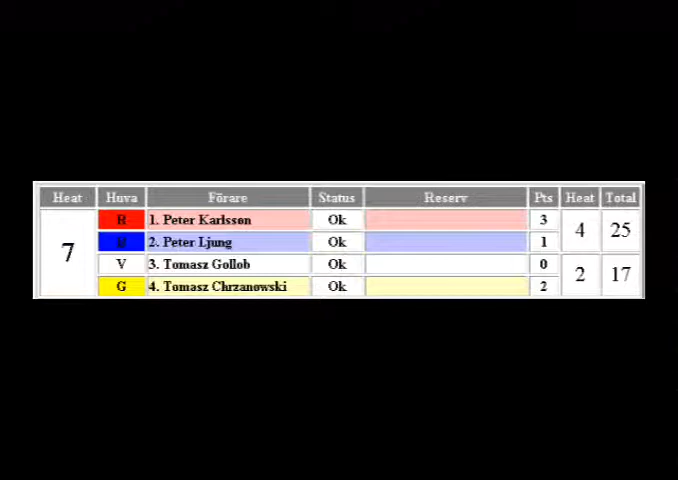 Heat Huva Förare Status Reserv Pts Heat Total
7
R 1. Peter Karlsson Ok 3
B 2. Peter Ljung Ok 1
V 3. Tomasz Gollob Ok 0
G 4. Tomasz Chrzanowski Ok 2
4 25
2 17